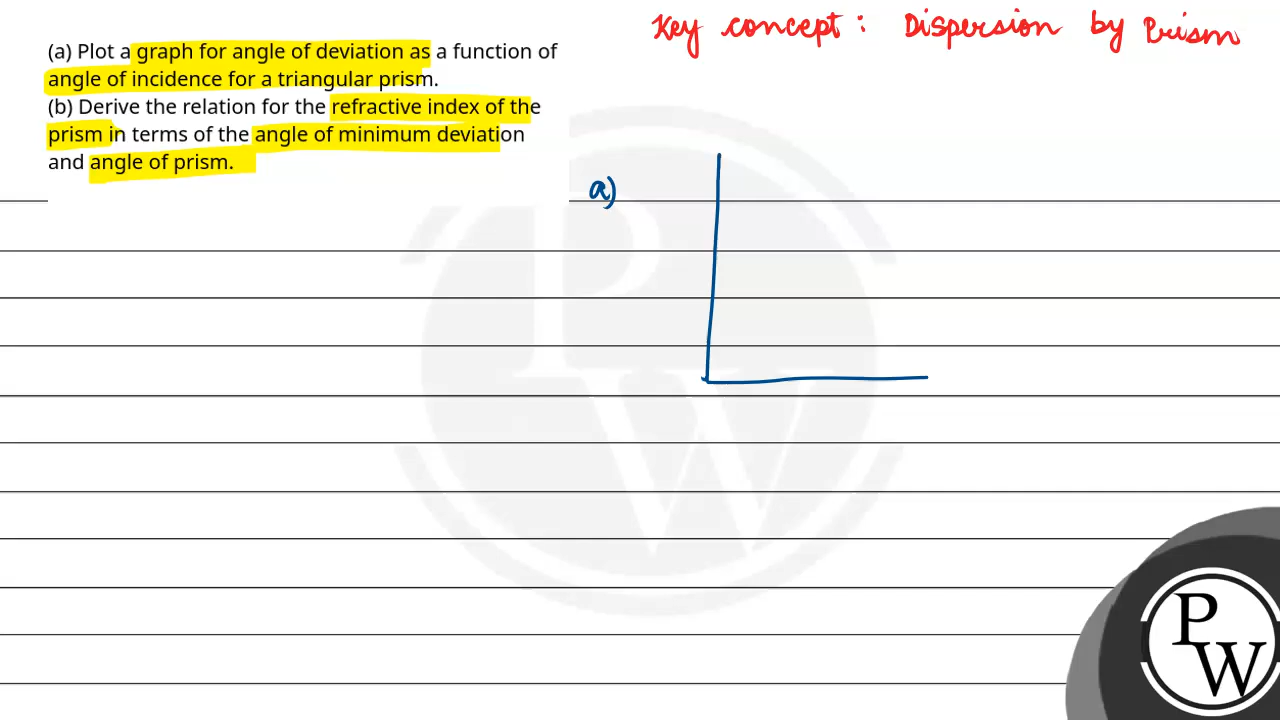 Key concept: Dispersion by Prism
(a) Plot a graph for angle of deviation as a function of
angle of incidence for a triangular prism.
(b) Derive the relation for the refractive index of the
prism in terms of the angle of minimum deviation
and angle of prism.
a)
P
W
P
W